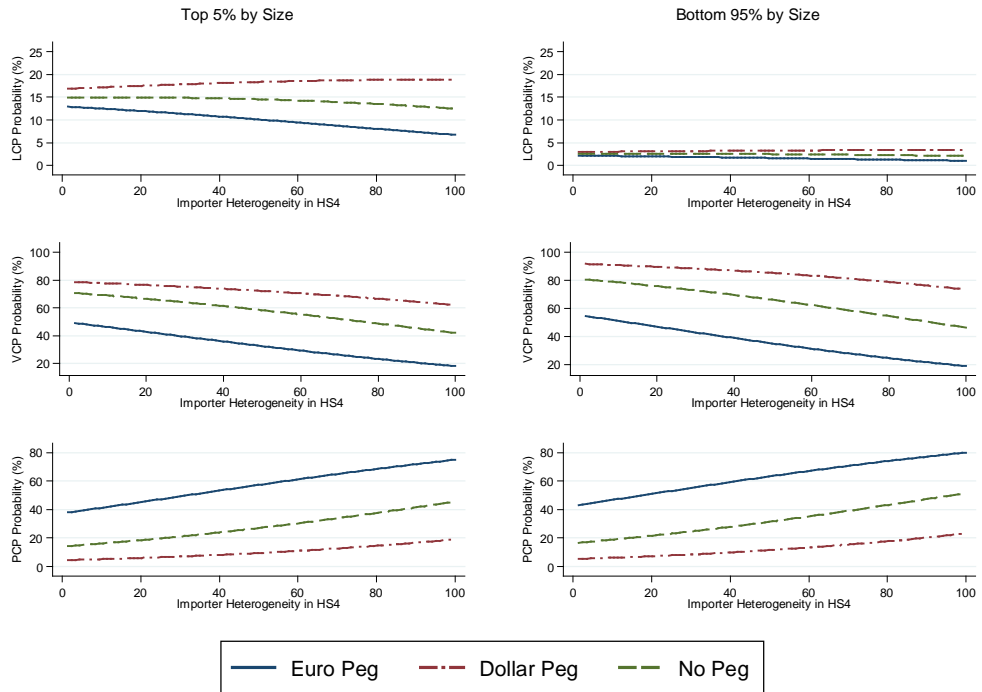 Top 5% by Size
LCP Probability (%)
25
20
15
10
5
0
0 20 40 60 80 100
Importer Heterogeneity in HS4
Bottom 95% by Size
LCP Probability (%)
25
20
15
10
5
0
0 20 40 60 80 100
Importer Heterogeneity in HS4
VCP Probability (%)
100
80
60
40
20
0 20 40 60 80 100
Importer Heterogeneity in HS4
VCP Probability (%)
100
80
60
40
20
0 20 40 60 80 100
Importer Heterogeneity in HS4
PCP Probability (%)
80
60
40
20
0
0 20 40 60 80 100
Importer Heterogeneity in HS4
PCP Probability (%)
80
60
40
20
0
0 20 40 60 80 100
Importer Heterogeneity in HS4
Euro Peg Dollar Peg No Peg